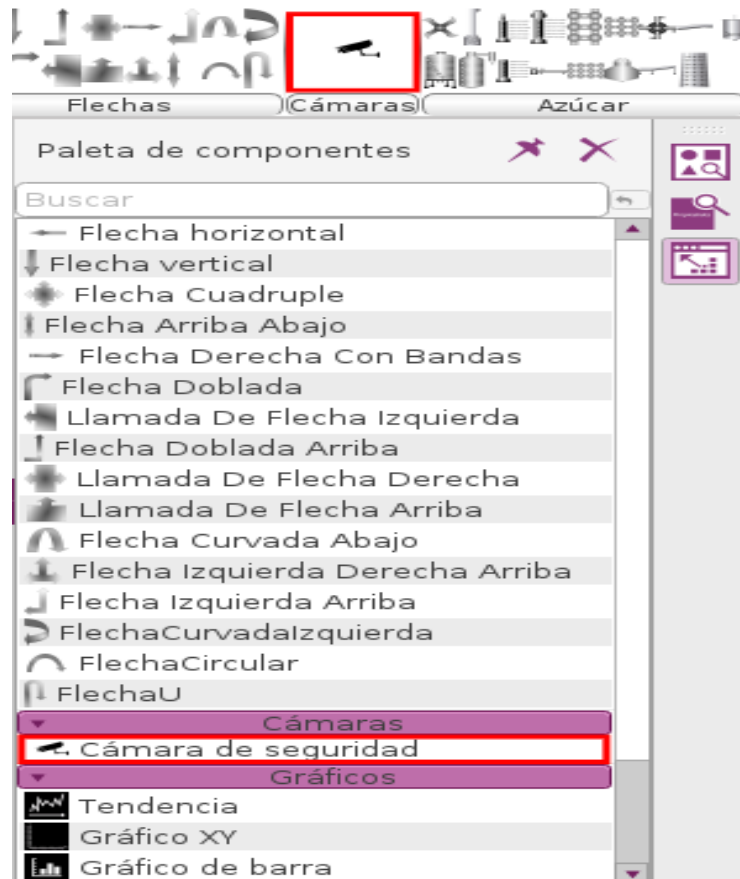 Flechas Cámaras Azúcar
Paleta de componentes
Buscar
Flecha horizontal
Flecha vertical
Flecha Cuadruple
Flecha Arriba Abajo
Flecha Derecha Con Bandas
Flecha Doblada
Llamada De Flecha Izquierda
Flecha Doblada Arriba
Llamada De Flecha Derecha
Llamada De Flecha Arriba
Flecha Curvada Abajo
Flecha Izquierda Derecha Arriba
Flecha Izquierda Arriba
FlechaCurvadaIzquierda
FlechaCircular
FlechaU
Cámaras
Cámara de seguridad
Gráficos
Tendencia
Gráfico XY
Gráfico de barra